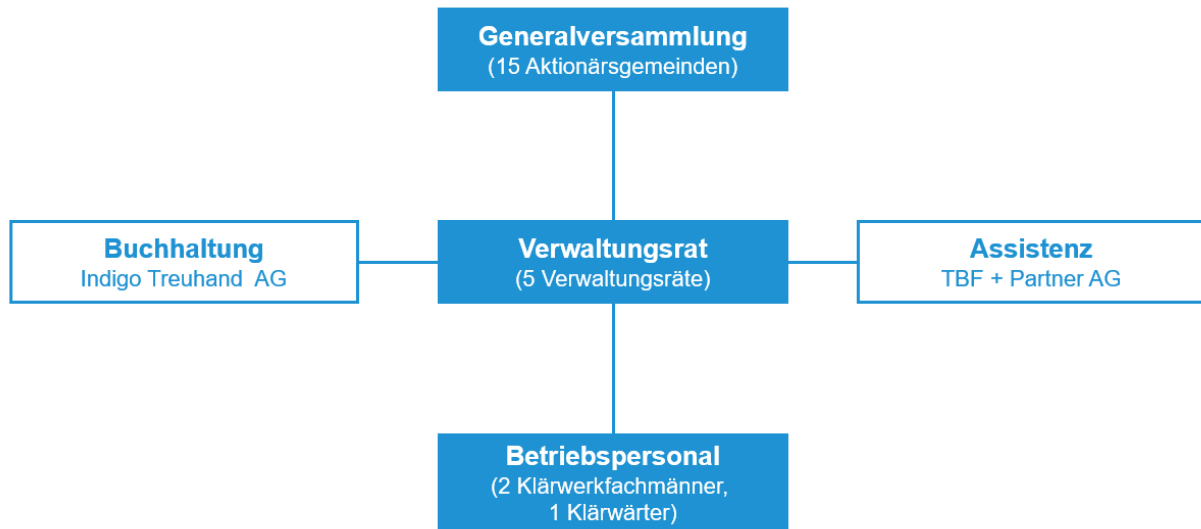 Generalversammlung
(15 Aktionärsgemeinden)
Buchhaltung
Indigo Treuhand AG
Verwaltungsrat
(5 Verwaltungsräte)
Assistenz
TBF + Partner AG
Betriebspersonal
(2 Klärwerkfachmänner,
1 Klärwärter)